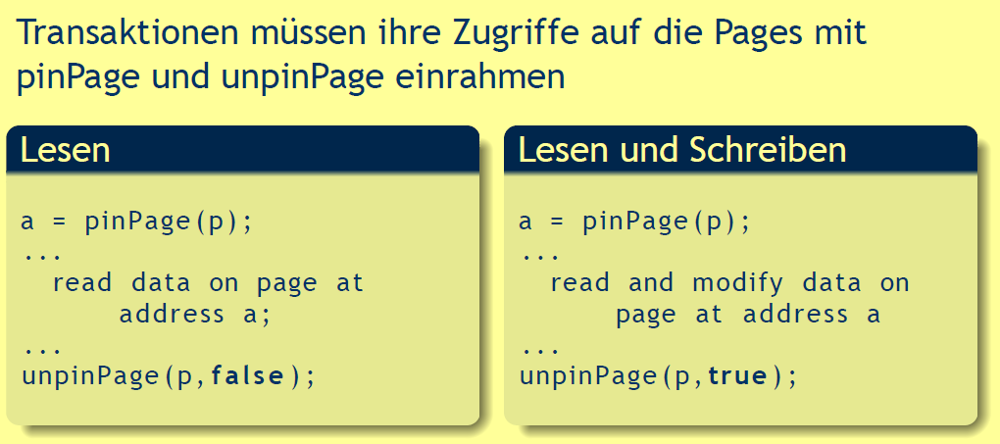 Transaktionen müssen ihre Zugriffe auf die Pages mit
pinPage und unpinPage einrahmen
Lesen
a = pinPage(p);
...
read data on page at
address a;
...
unpinPage(p,false);
Lesen und Schreiben
a = pinPage(p);
...
read and modify data on
page at address a
...
unpinPage(p,true);